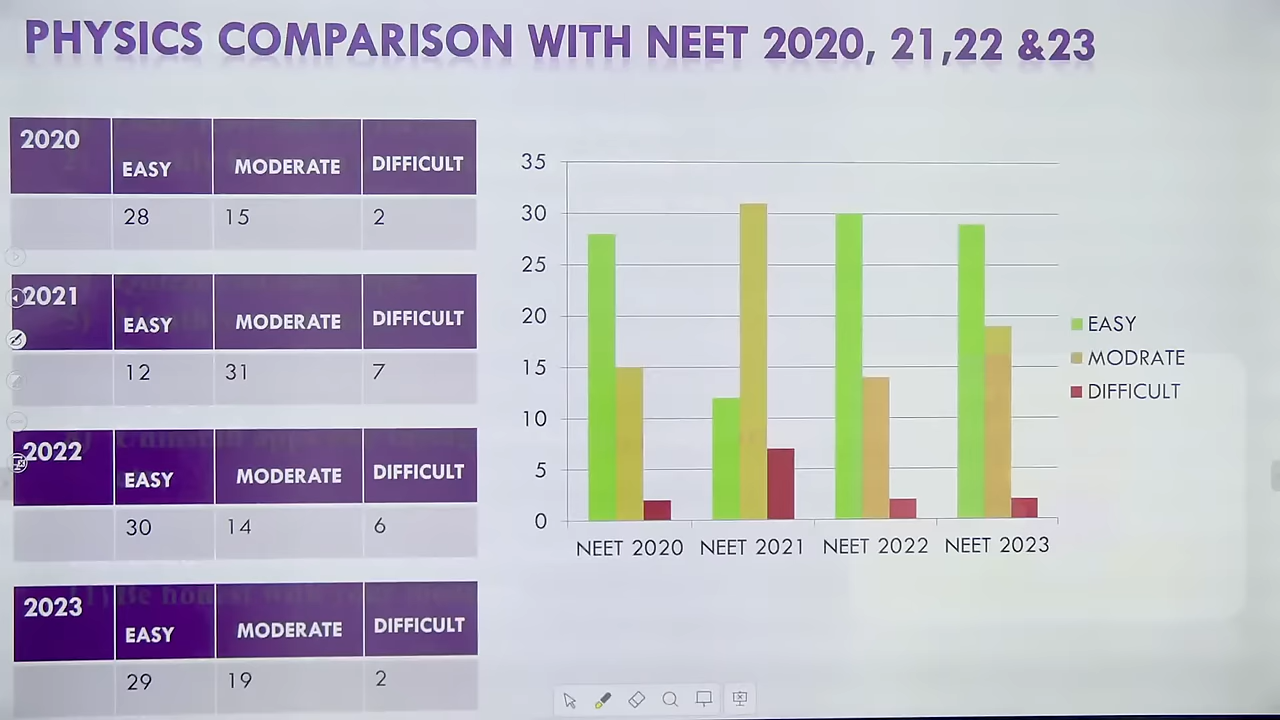 PHYSICS COMPARISON WITH NEET 2020, 21,22 &23
2020 EASY MODERATE DIFFICULT
28 15 2
2021 EASY MODERATE DIFFICULT
12 31 7
2022 EASY MODERATE DIFFICULT
30 14 6
2023 EASY MODERATE DIFFICULT
29 19 2
35
30
25
20
15
10
5
0
NEET 2020 NEET 2021 NEET 2022 NEET 2023
EASY
MODRATE
DIFFICULT